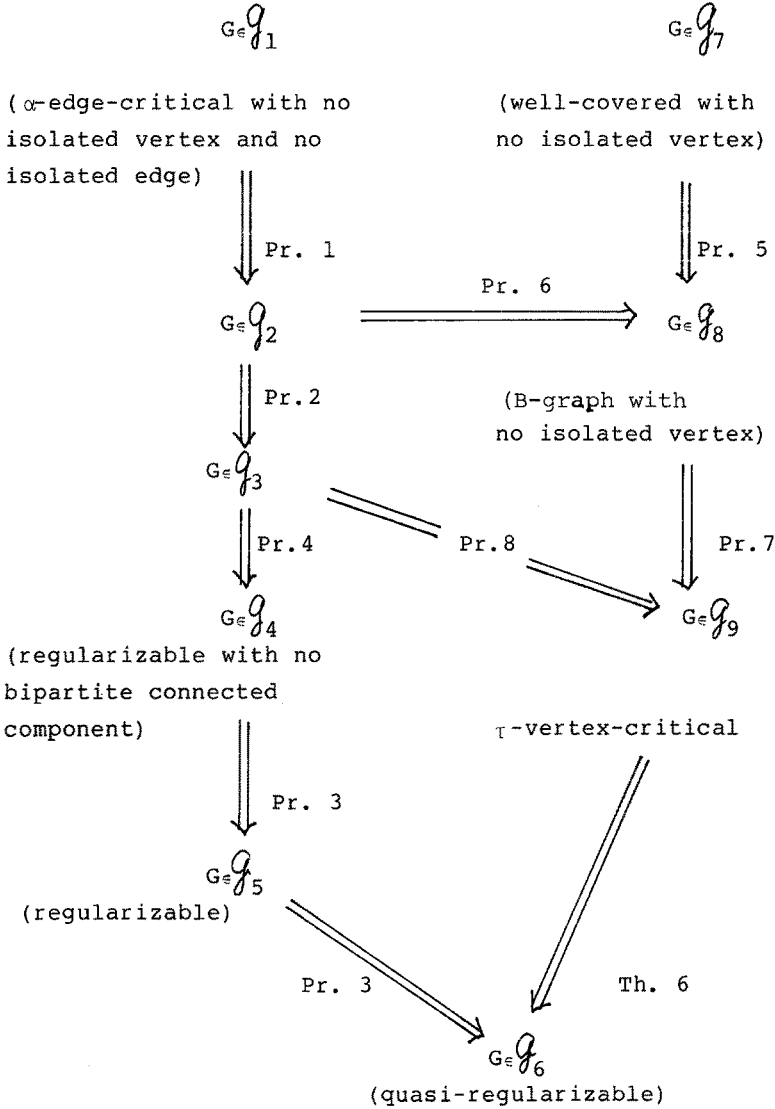 G∈𝒢1 G∈𝒢7
(α-edge-critical with no
isolated vertex and no
isolated edge)
(well-covered with
no isolated vertex)
Pr. 1
Pr. 5
Pr. 6
G∈𝒢2 G∈𝒢8
Pr.2
(B-graph with
no isolated vertex)
G∈𝒢3
Pr.4
Pr.8
Pr.7
G∈𝒢4 G∈𝒢9
(regularizable with no
bipartite connected
component)
τ-vertex-critical
Pr. 3
G∈𝒢5
(regularizable)
Pr. 3
Th. 6
G∈𝒢6
(quasi-regularizable)